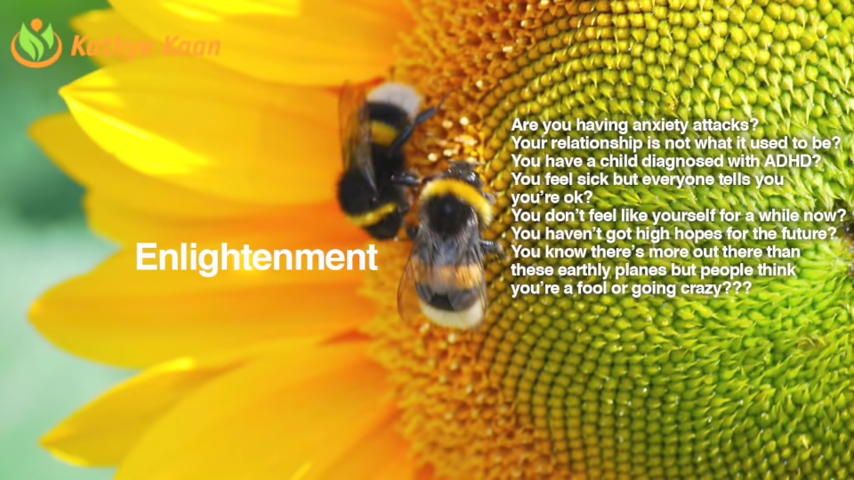 Kathye Kaan
Are you having anxiety attacks?
Your relationship is not what it used to be?
You have a child diagnosed with ADHD?
You feel sick but everyone tells you
you're ok?
You don't feel like yourself for a while now?
You haven't got high hopes for the future?
You know there's more out there than
these earthly planes but people think
you're a fool or going crazy???
Enlightenment